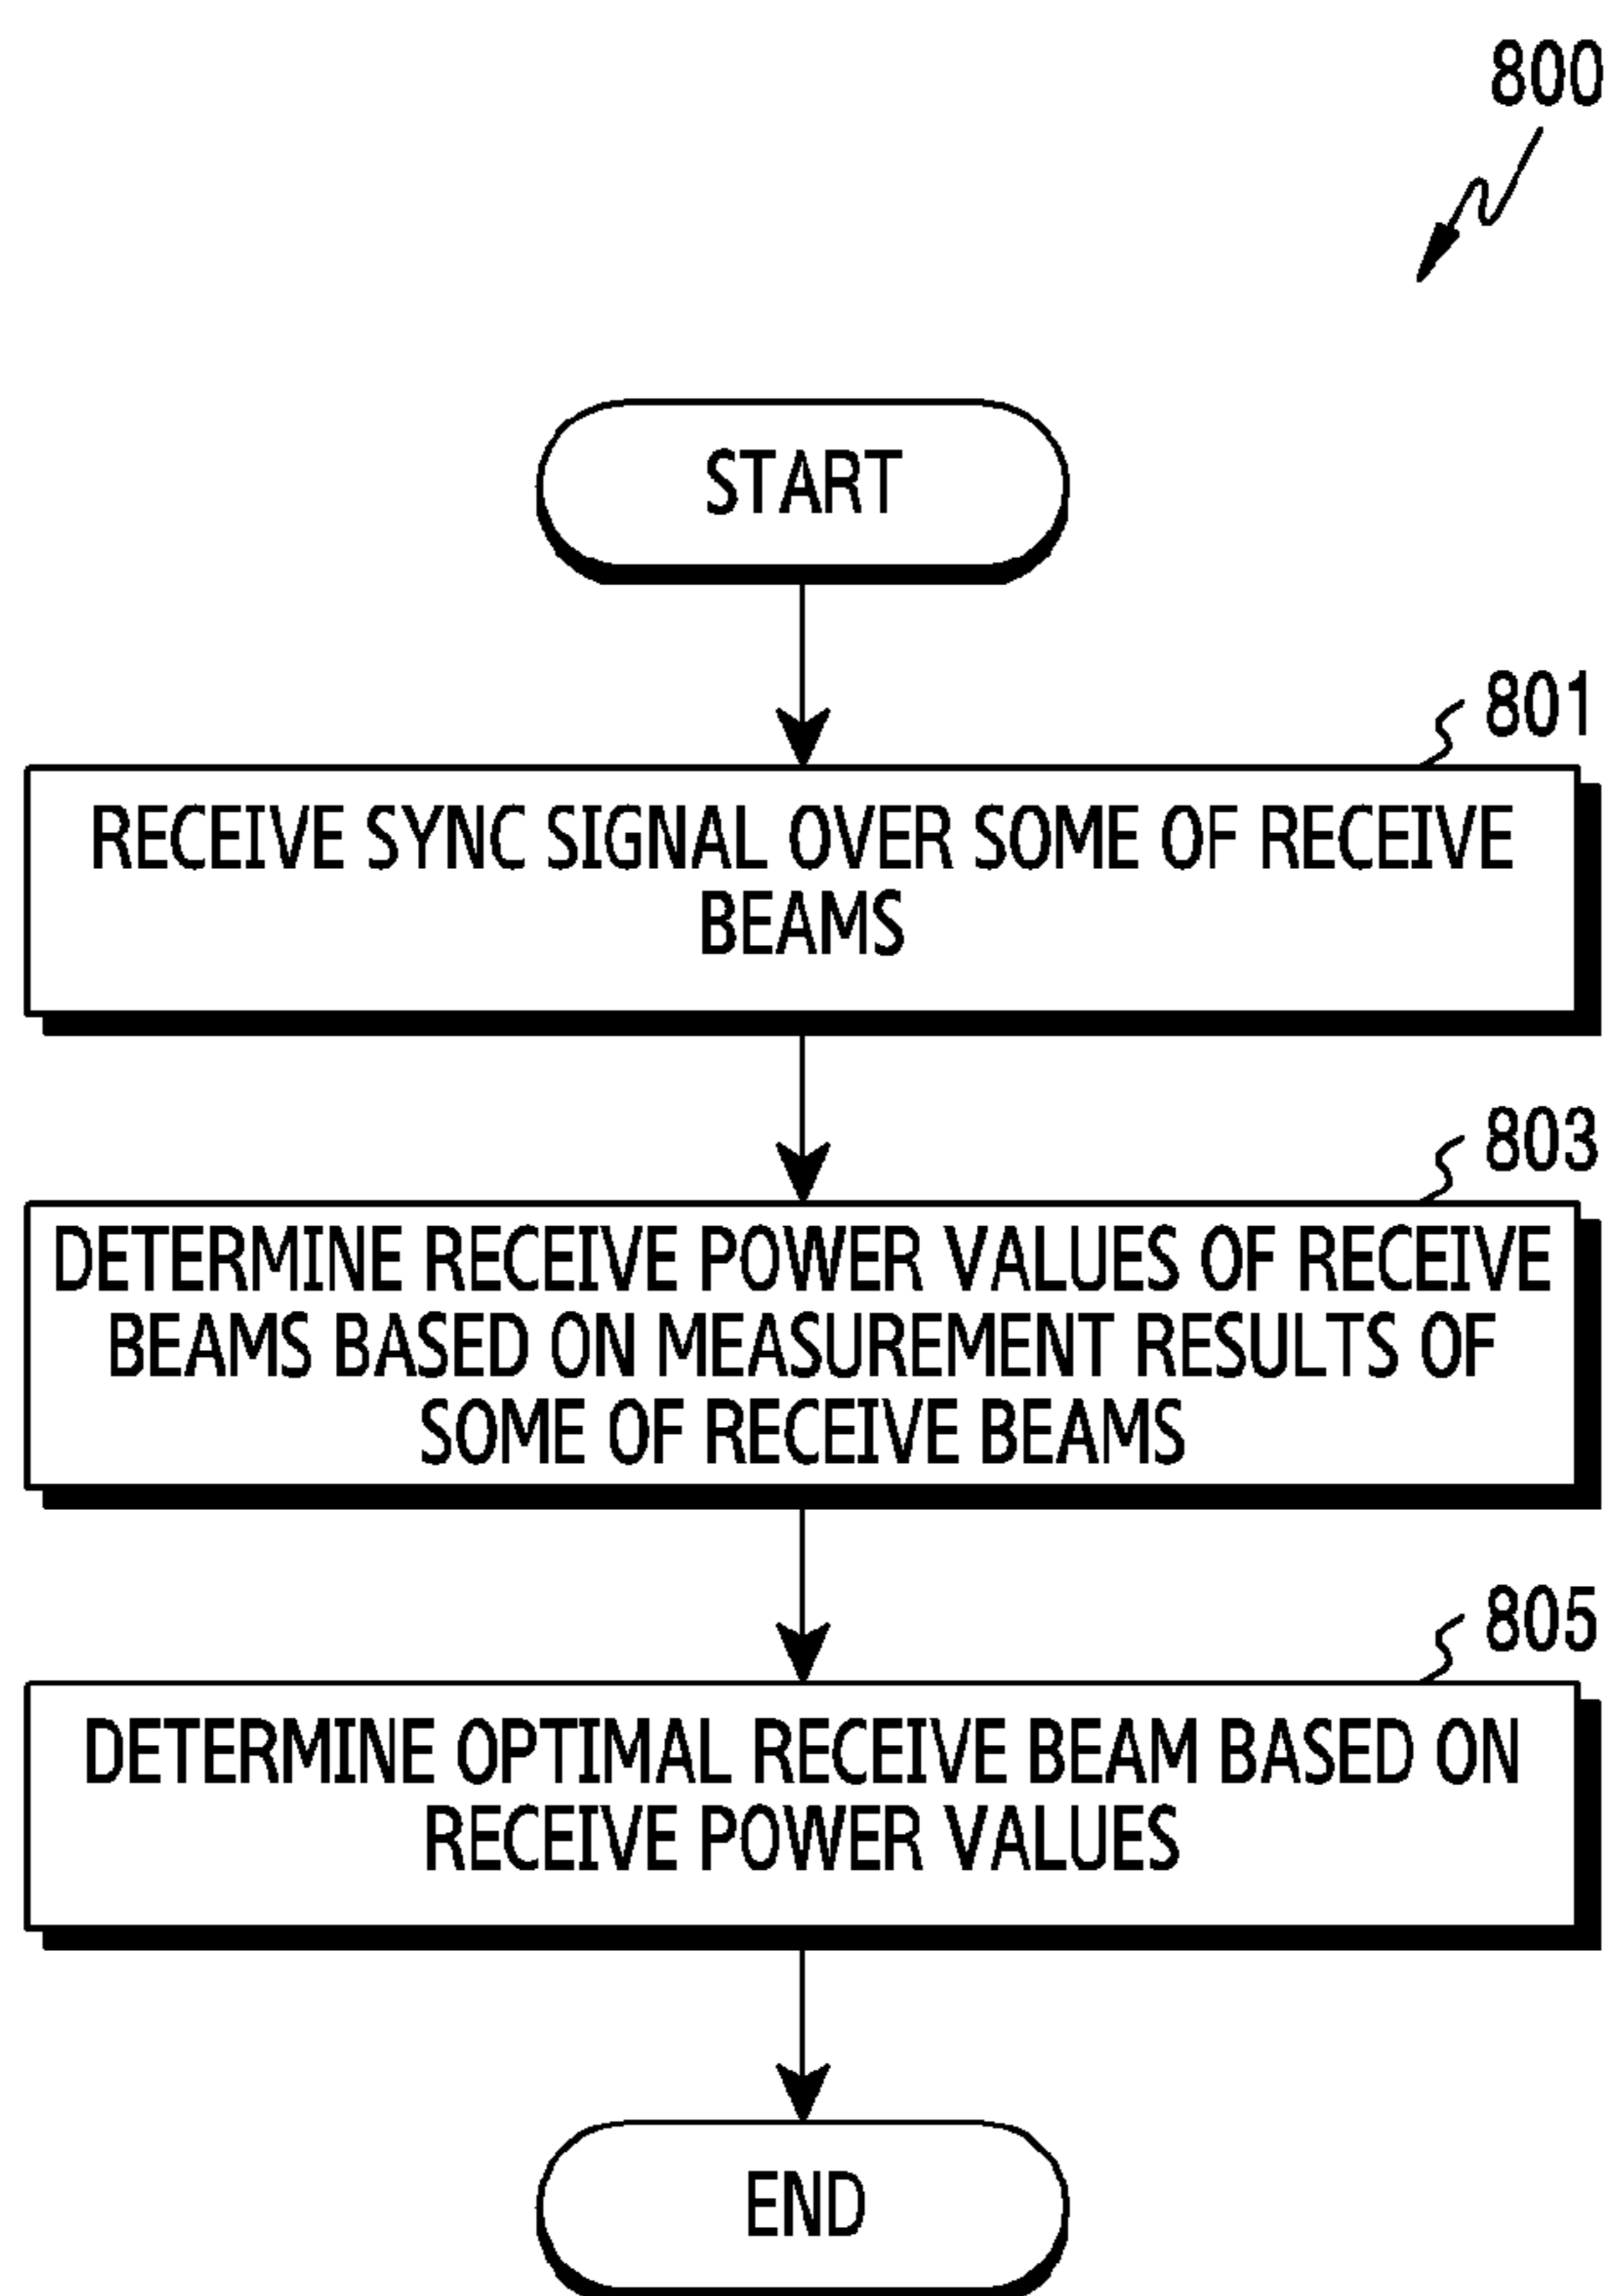 800
START
801
RECEIVE SYNC SIGNAL OVER SOME OF RECEIVE
BEAMS
803
DETERMINE RECEIVE POWER VALUES OF RECEIVE
BEAMS BASED ON MEASUREMENT RESULTS OF
SOME OF RECEIVE BEAMS
805
DETERMINE OPTIMAL RECEIVE BEAM BASED ON
RECEIVE POWER VALUES
END